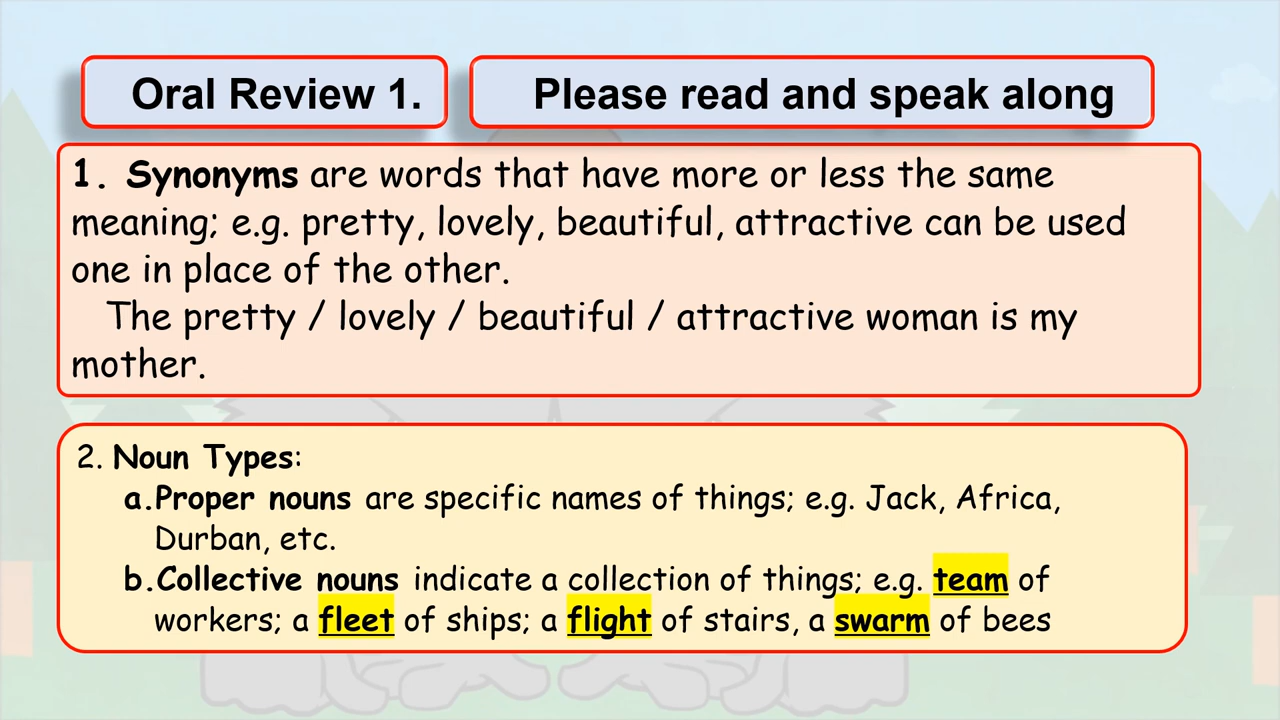 Oral Review 1.
Please read and speak along
1. Synonyms are words that have more or less the same
meaning; e.g. pretty, lovely, beautiful, attractive can be used
one in place of the other.
The pretty / lovely / beautiful / attractive woman is my
mother.
2. Noun Types:
a.Proper nouns are specific names of things; e.g. Jack, Africa,
Durban, etc.
b.Collective nouns indicate a collection of things; e.g. team of
workers; a fleet of ships; a flight of stairs, a swarm of bees